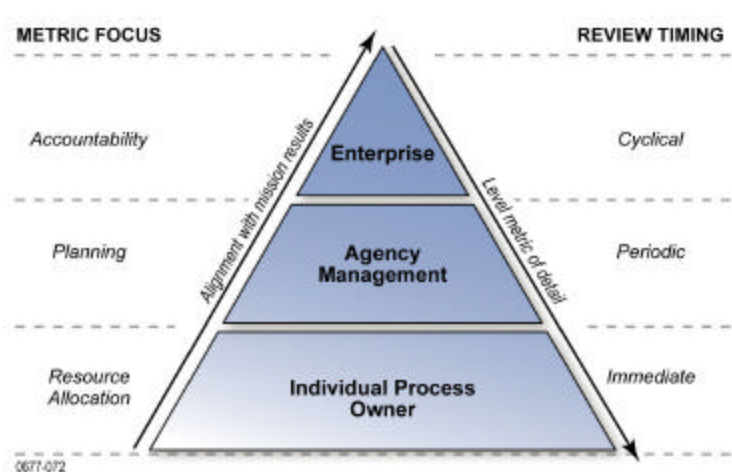 METRIC FOCUS
REVIEW TIMING
Accountability
Enterprise
Cyclical
Alignment with mission results
Level metric of detail
Planning
Agency
Management
Periodic
Resource
Allocation
Individual Process
Owner
Immediate
0677-072